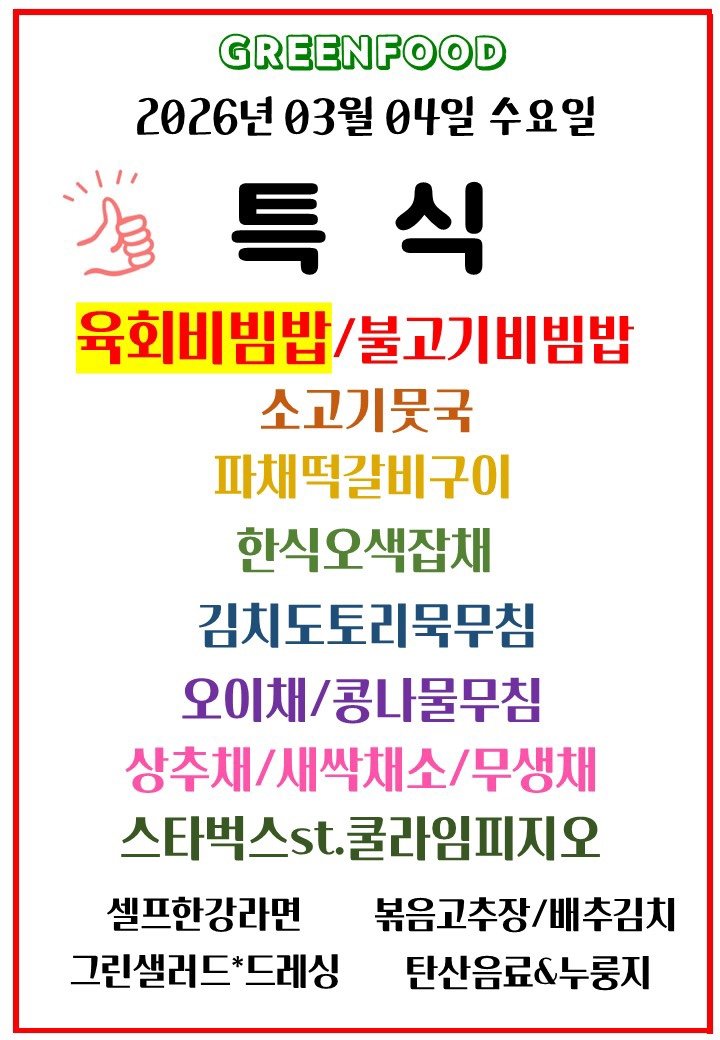 GREENFOOD
2026년 03월 04일 수요일
특 식
육회비빔밥/불고기비빔밥
소고기뭇국
파채떡갈비구이
한식오색잡채
김치도토리묵무침
오이채/콩나물무침
상추채/새싹채소/무생채
스타벅스st.쿨라임피지오
셀프한강라면 볶음고추장/배추김치
그린샐러드*드레싱 탄산음료&누룽지